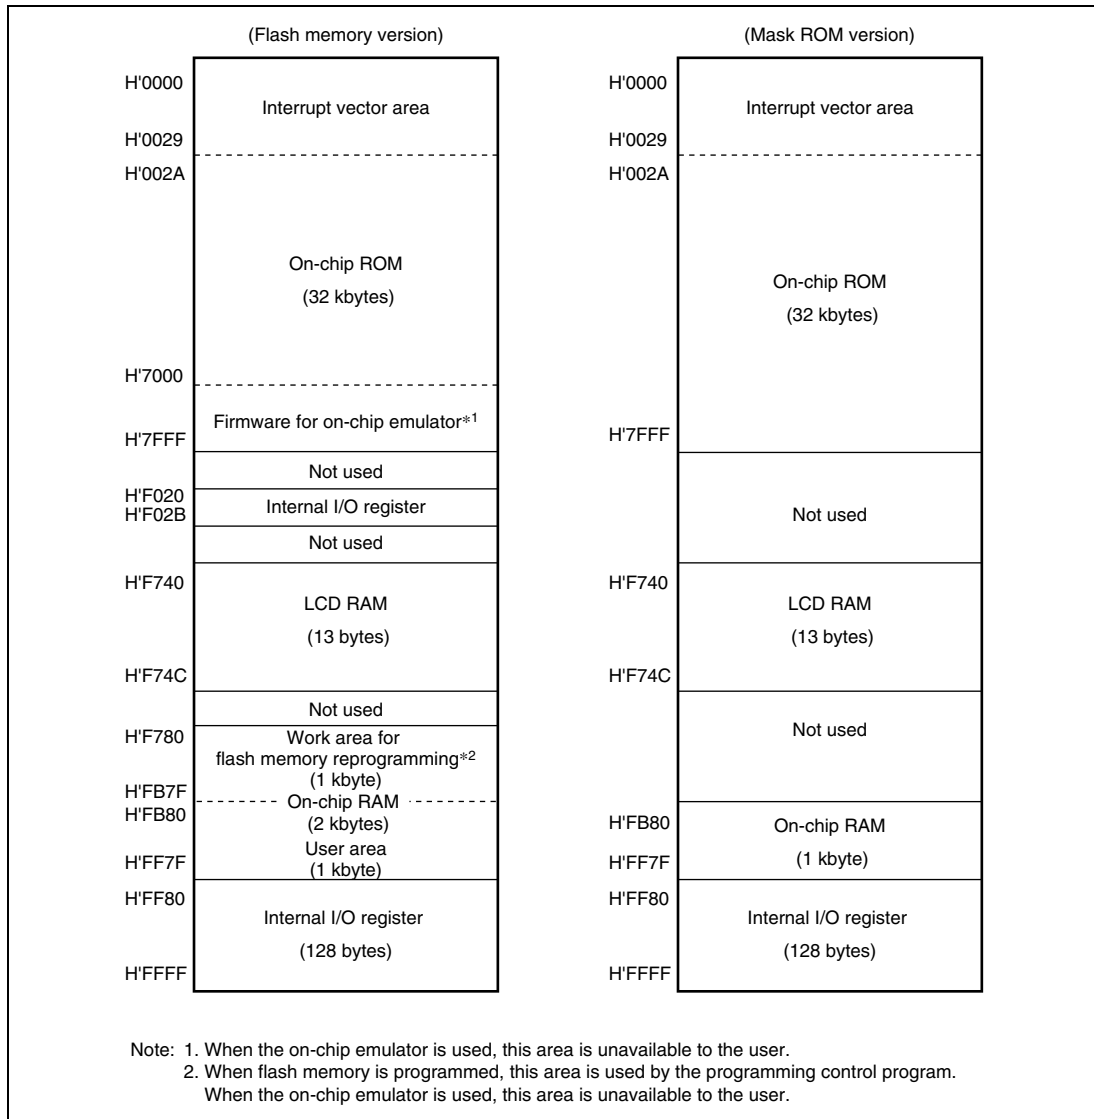 (Flash memory version)
H'0000
Interrupt vector area
H'0029
H'002A
On-chip ROM
(32 kbytes)
H'7000
Firmware for on-chip emulator*1
H'7FFF
Not used
H'F020
Internal I/O register
H'F02B
Not used
H'F740
LCD RAM
(13 bytes)
H'F74C
Not used
H'F780
Work area for
flash memory reprogramming*2
(1 kbyte)
H'FB7F
On-chip RAM
H'FB80
(2 kbytes)
User area
H'FF7F
(1 kbyte)
H'FF80
Internal I/O register
(128 bytes)
H'FFFF
(Mask ROM version)
H'0000
Interrupt vector area
H'0029
H'002A
On-chip ROM
(32 kbytes)
H'7FFF
Not used
H'F740
LCD RAM
(13 bytes)
H'F74C
Not used
H'FB80
On-chip RAM
(1 kbyte)
H'FF7F
H'FF80
Internal I/O register
(128 bytes)
H'FFFF
Note: 1. When the on-chip emulator is used, this area is unavailable to the user.
2. When flash memory is programmed, this area is used by the programming control program.
When the on-chip emulator is used, this area is unavailable to the user.